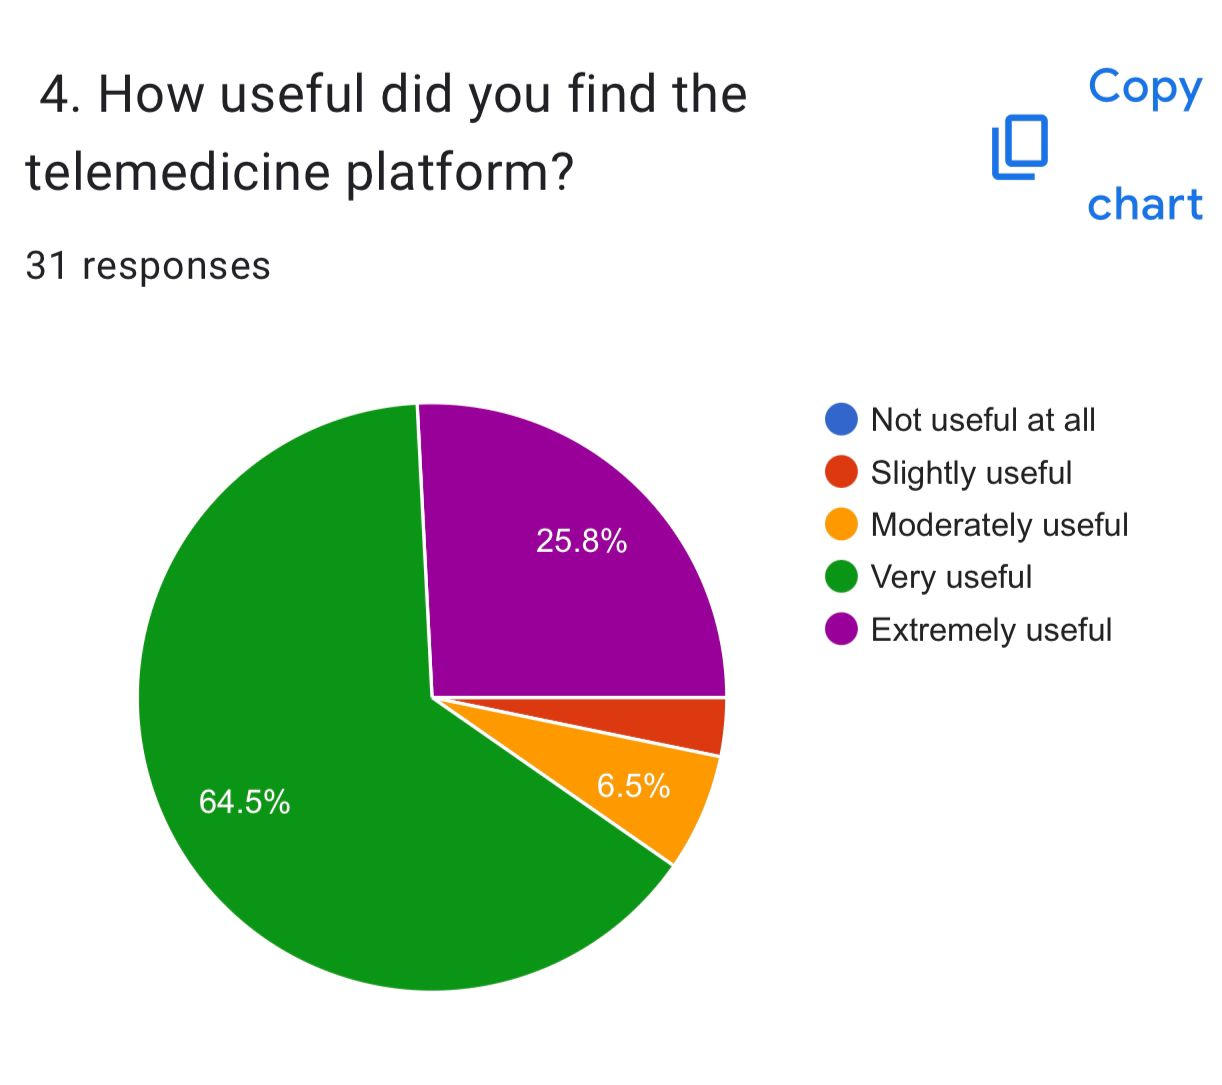 4. How useful did you find the
telemedicine platform?
Copy
chart
31 responses
Not useful at all
Slightly useful
Moderately useful
Very useful
Extremely useful
25.8%
6.5%
64.5%